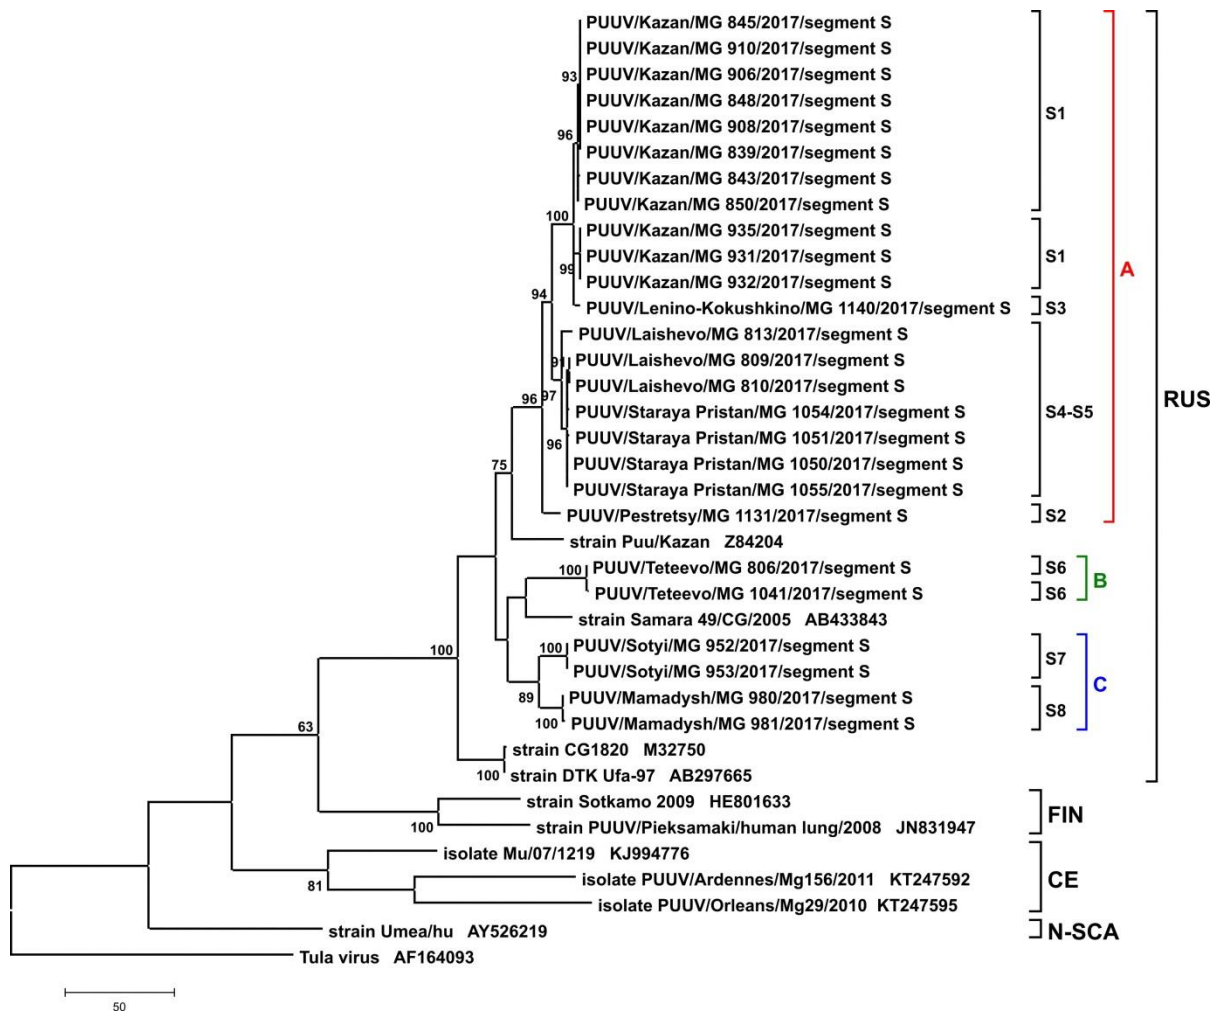 PUUV/Kazan/MG 845/2017/segment S
PUUV/Kazan/MG 910/2017/segment S
93 PUUV/Kazan/MG 906/2017/segment S
PUUV/Kazan/MG 848/2017/segment S S1
PUUV/Kazan/MG 908/2017/segment S
96 PUUV/Kazan/MG 839/2017/segment S
PUUV/Kazan/MG 843/2017/segment S
PUUV/Kazan/MG 850/2017/segment S
100 PUUV/Kazan/MG 935/2017/segment S
PUUV/Kazan/MG 931/2017/segment S S1 A
99 PUUV/Kazan/MG 932/2017/segment S
94 PUUV/Lenino-Kokushkino/MG 1140/2017/segment S S3
PUUV/Laishevo/MG 813/2017/segment S
91 PUUV/Laishevo/MG 809/2017/segment S
PUUV/Laishevo/MG 810/2017/segment S
96 97 PUUV/Staraya Pristan/MG 1054/2017/segment S S4-S5 RUS
96 PUUV/Staraya Pristan/MG 1051/2017/segment S
75 PUUV/Staraya Pristan/MG 1050/2017/segment S
PUUV/Staraya Pristan/MG 1055/2017/segment S
PUUV/Pestretsy/MG 1131/2017/segment S S2
strain Puu/Kazan Z84204
100 PUUV/Teteevo/MG 806/2017/segment S S6 B
PUUV/Teteevo/MG 1041/2017/segment S S6
strain Samara 49/CG/2005 AB433843
100 100 PUUV/Sotyi/MG 952/2017/segment S S7
PUUV/Sotyi/MG 953/2017/segment S
89 PUUV/Mamadysh/MG 980/2017/segment S S8 C
100 PUUV/Mamadysh/MG 981/2017/segment S
63 strain CG1820 M32750
100 strain DTK Ufa-97 AB297665
strain Sotkamo 2009 HE801633 FIN
100 strain PUUV/Pieksamaki/human lung/2008 JN831947
isolate Mu/07/1219 KJ994776
81 isolate PUUV/Ardennes/Mg156/2011 KT247592 CE
isolate PUUV/Orleans/Mg29/2010 KT247595
strain Umea/hu AY526219 N-SCA
Tula virus AF164093
50